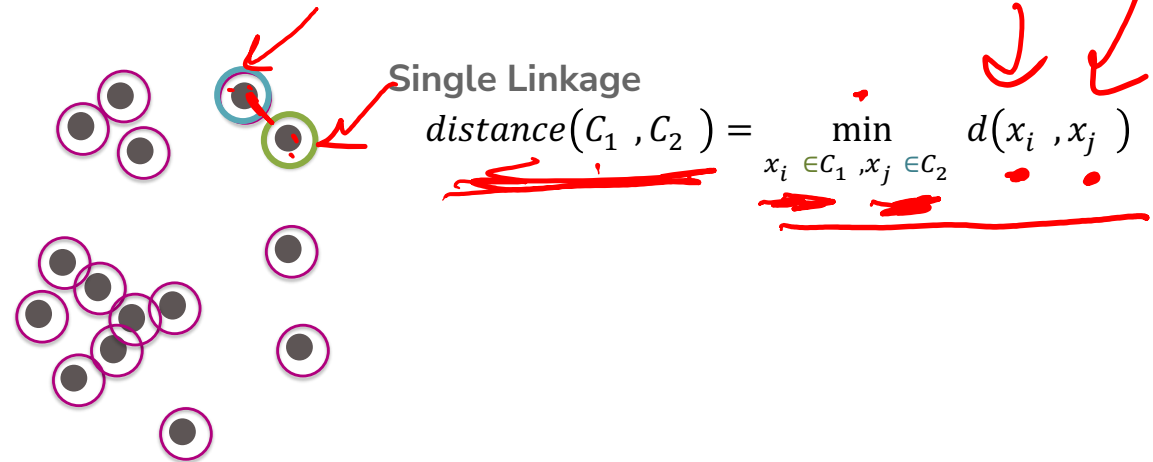 Single Linkage
distance(C₁ ,C₂ ) = min d(xᵢ ,xⱼ )
xᵢ ∈C₁ ,xⱼ ∈C₂